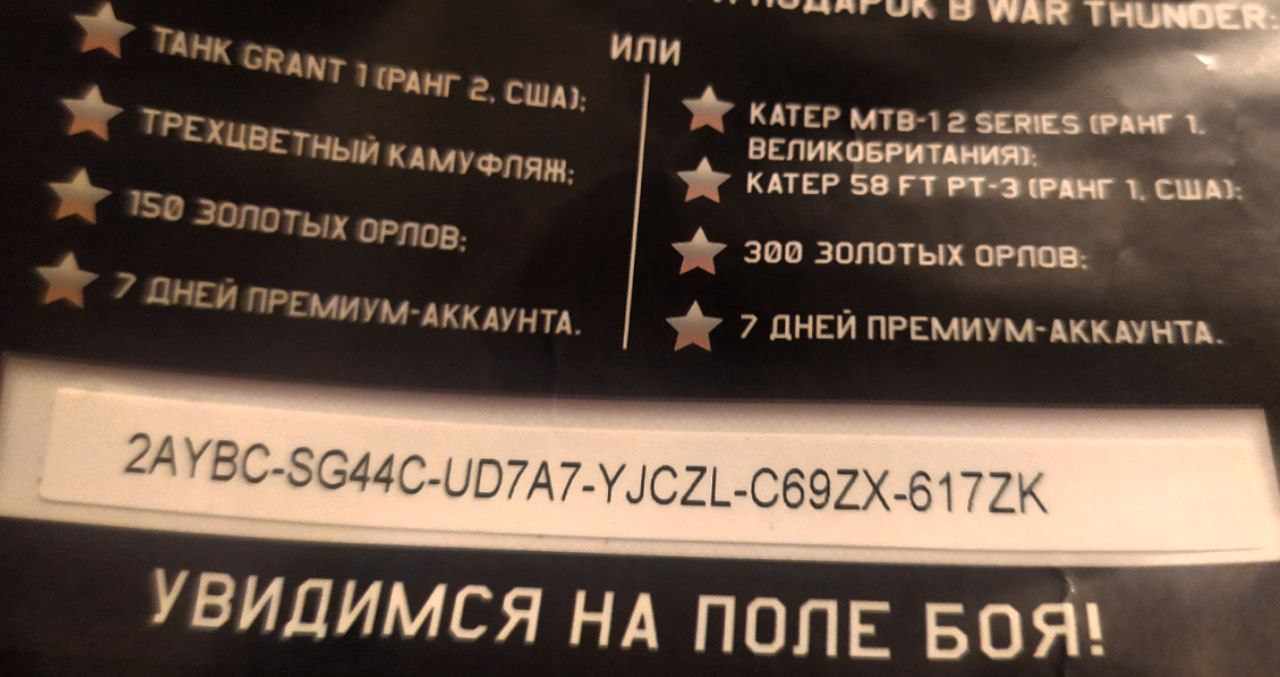 ПОДАРОК В WAR THUNDER:
ТАНК GRANT 1 (РАНГ 2, США);
ТРЕХЦВЕТНЫЙ КАМУФЛЯЖ;
150 ЗОЛОТЫХ ОРЛОВ;
7 ДНЕЙ ПРЕМИУМ-АККАУНТА.
ИЛИ
КАТЕР MTB-1 2 SERIES (РАНГ 1,
ВЕЛИКОБРИТАНИЯ);
КАТЕР 58 FT PT-3 (РАНГ 1, США);
300 ЗОЛОТЫХ ОРЛОВ;
7 ДНЕЙ ПРЕМИУМ-АККАУНТА.
2AYBC-SG44C-UD7A7-YJCZL-C69ZX-617ZK
УВИДИМСЯ НА ПОЛЕ БОЯ!